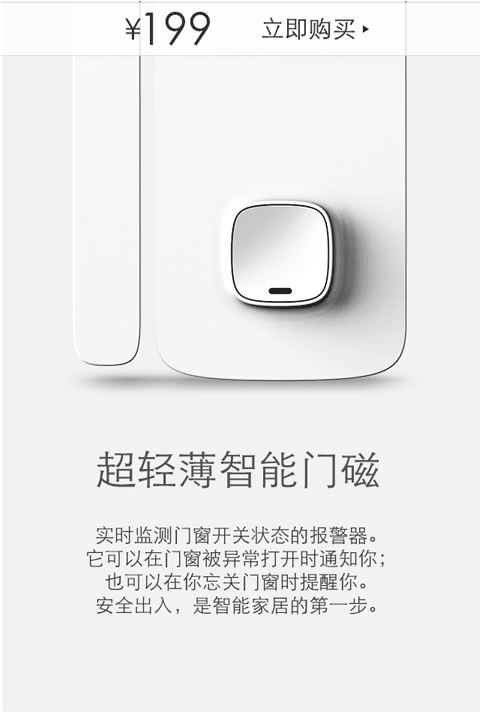 ¥199 立即购买▸
超轻薄智能门磁
实时监测门窗开关状态的报警器。
它可以在门窗被异常打开时通知你；
也可以在你忘关门窗时提醒你。
安全出入，是智能家居的第一步。